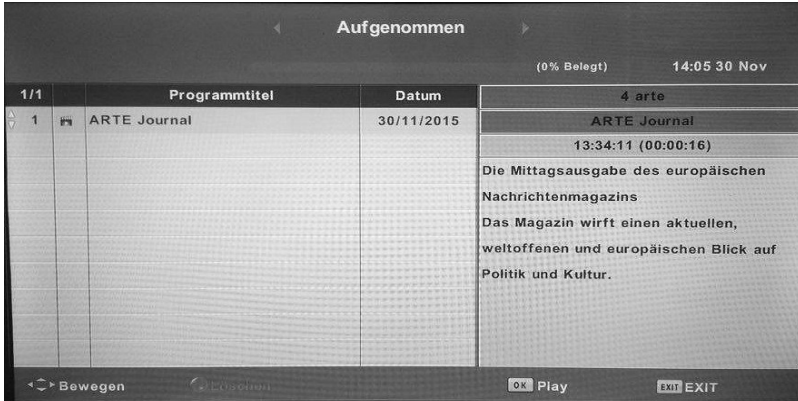 Aufgenommen
(0% Belegt) 14:05 30 Nov
1/1 Programmtitel Datum 4 arte
1 ARTE Journal 30/11/2015 ARTE Journal
13:34:11 (00:00:16)
Die Mittagsausgabe des europäischen
Nachrichtenmagazins
Das Magazin wirft einen aktuellen,
weltoffenen und europäischen Blick auf
Politik und Kultur.
Bewegen Löschen OK Play EXIT EXIT